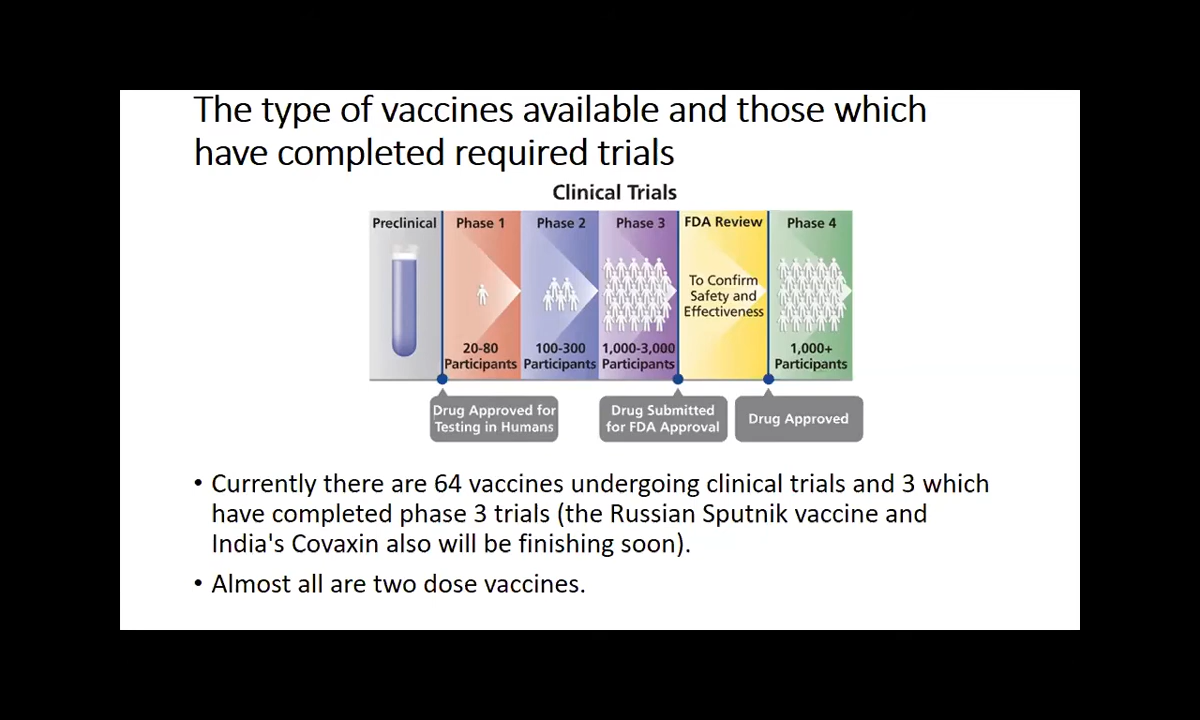 The type of vaccines available and those which
have completed required trials
Clinical Trials
Preclinical
Phase 1
Phase 2
Phase 3
FDA Review
Phase 4
To Confirm
Safety and
Effectiveness
20-80
Participants
100-300
Participants
1,000-3,000
Participants
1,000+
Participants
Drug Approved for
Testing in Humans
Drug Submitted
for FDA Approval
Drug Approved
• Currently there are 64 vaccines undergoing clinical trials and 3 which
have completed phase 3 trials (the Russian Sputnik vaccine and
India's Covaxin also will be finishing soon).
• Almost all are two dose vaccines.